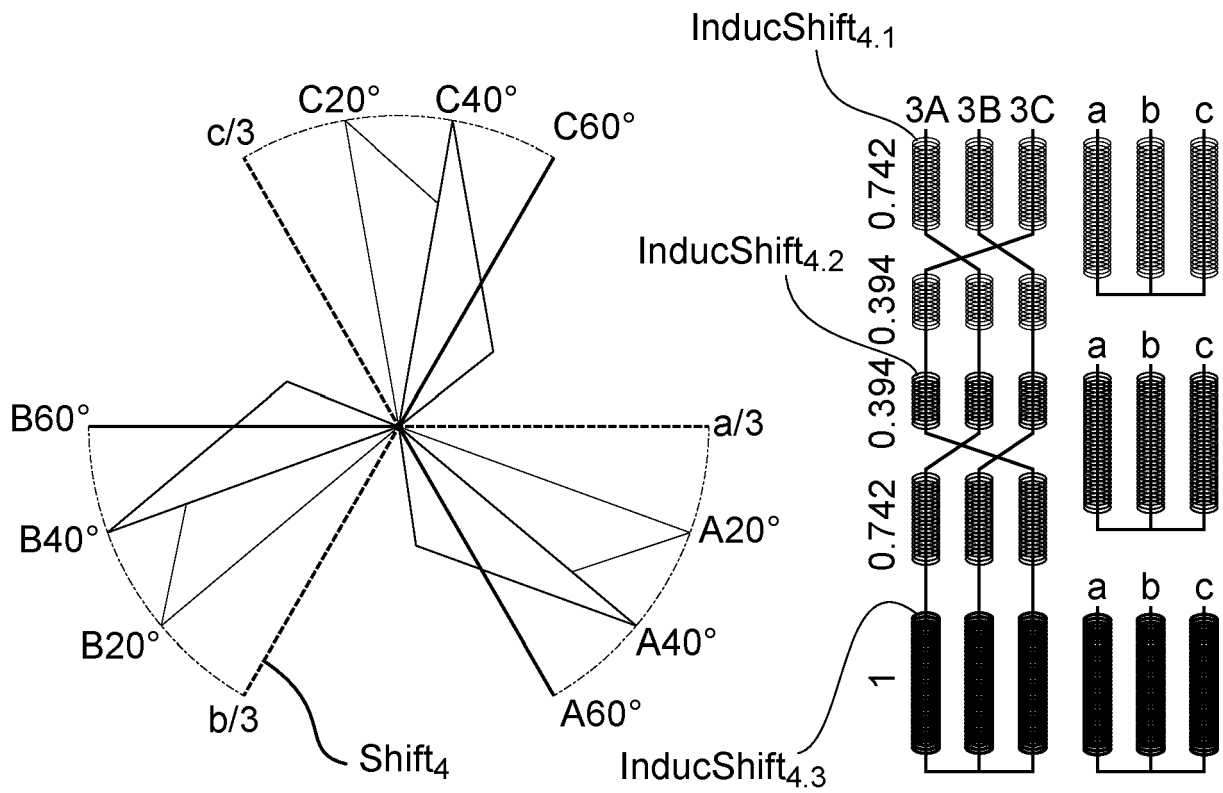 InducShift4.1
C20° C40°
c/3 C60°
3A 3B 3C a b c
0.742
InducShift4.2
0.394
a b c
0.394
B60° a/3
0.742
B40° A20°
B20° A40°
b/3 A60°
a b c
1
Shift4 InducShift4.3